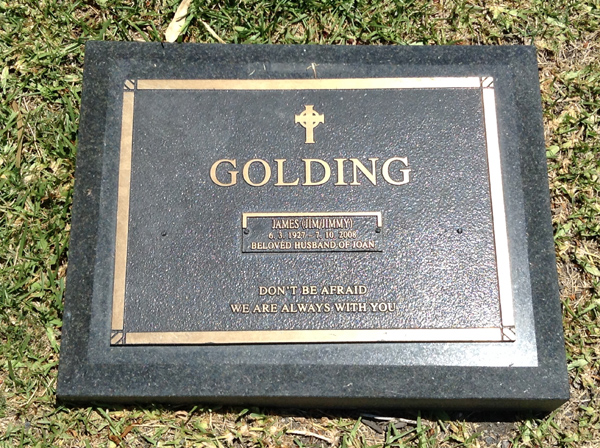 GOLDING
JAMES (JIM/JIMMY)
6. 3. 1927 - 7. 10. 2008
BELOVED HUSBAND OF JOAN
DON'T BE AFRAID
WE ARE ALWAYS WITH YOU